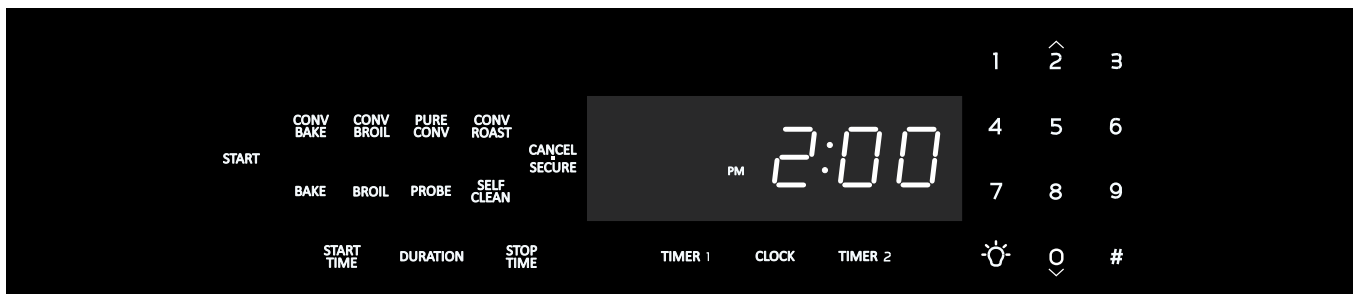 1 2 3
CONV BAKE CONV BROIL PURE CONV CONV ROAST
4 5 6
START
CANCEL
SECURE
PM 2:00
BAKE BROIL PROBE SELF CLEAN
7 8 9
START TIME DURATION STOP TIME
TIMER 1 CLOCK TIMER 2
0 #